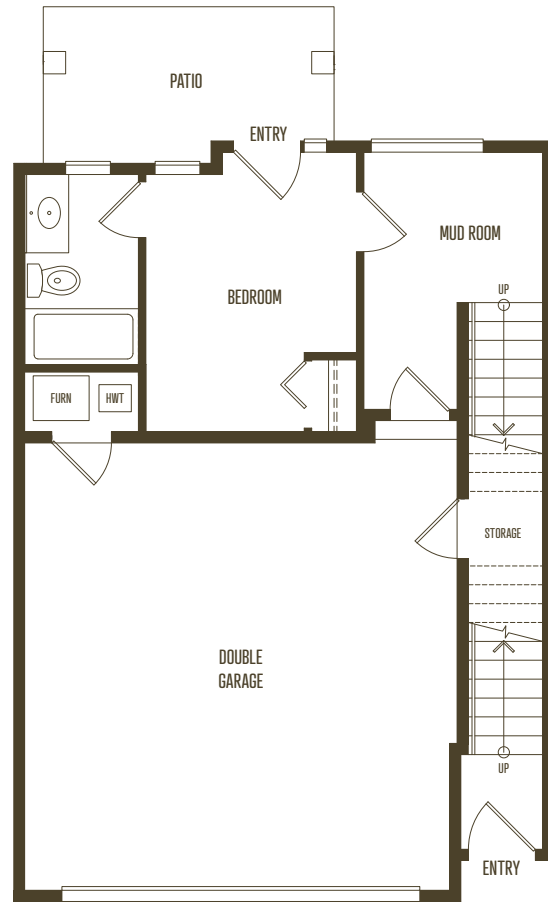 PATIO
ENTRY
MUD ROOM
UP
BEDROOM
FURN
HWT
STORAGE
DOUBLE
GARAGE
UP
ENTRY